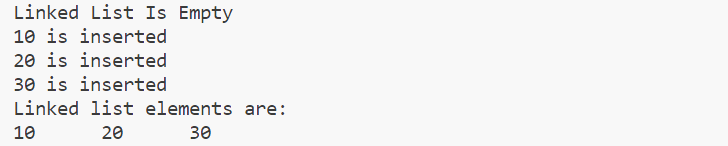 Linked List Is Empty
10 is inserted
20 is inserted
30 is inserted
Linked list elements are:
10      20      30